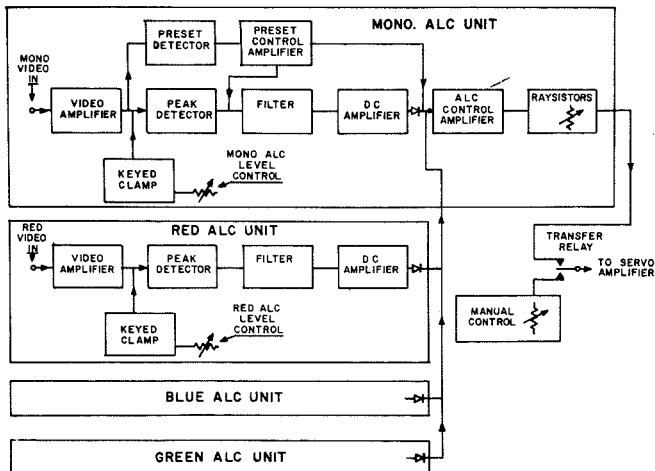 MONO. ALC UNIT
MONO
VIDEO
IN
PRESET
DETECTOR
PRESET
CONTROL
AMPLIFIER
VIDEO
AMPLIFIER
PEAK
DETECTOR
FILTER
DC
AMPLIFIER
ALC
CONTROL
AMPLIFIER
RAYSISTORS
KEYED
CLAMP
MONO ALC
LEVEL
CONTROL
RED
VIDEO
IN
RED ALC UNIT
VIDEO
AMPLIFIER
PEAK
DETECTOR
FILTER
DC
AMPLIFIER
KEYED
CLAMP
RED ALC
LEVEL
CONTROL
TRANSFER
RELAY
TO SERVO
AMPLIFIER
MANUAL
CONTROL
BLUE ALC UNIT
GREEN ALC UNIT